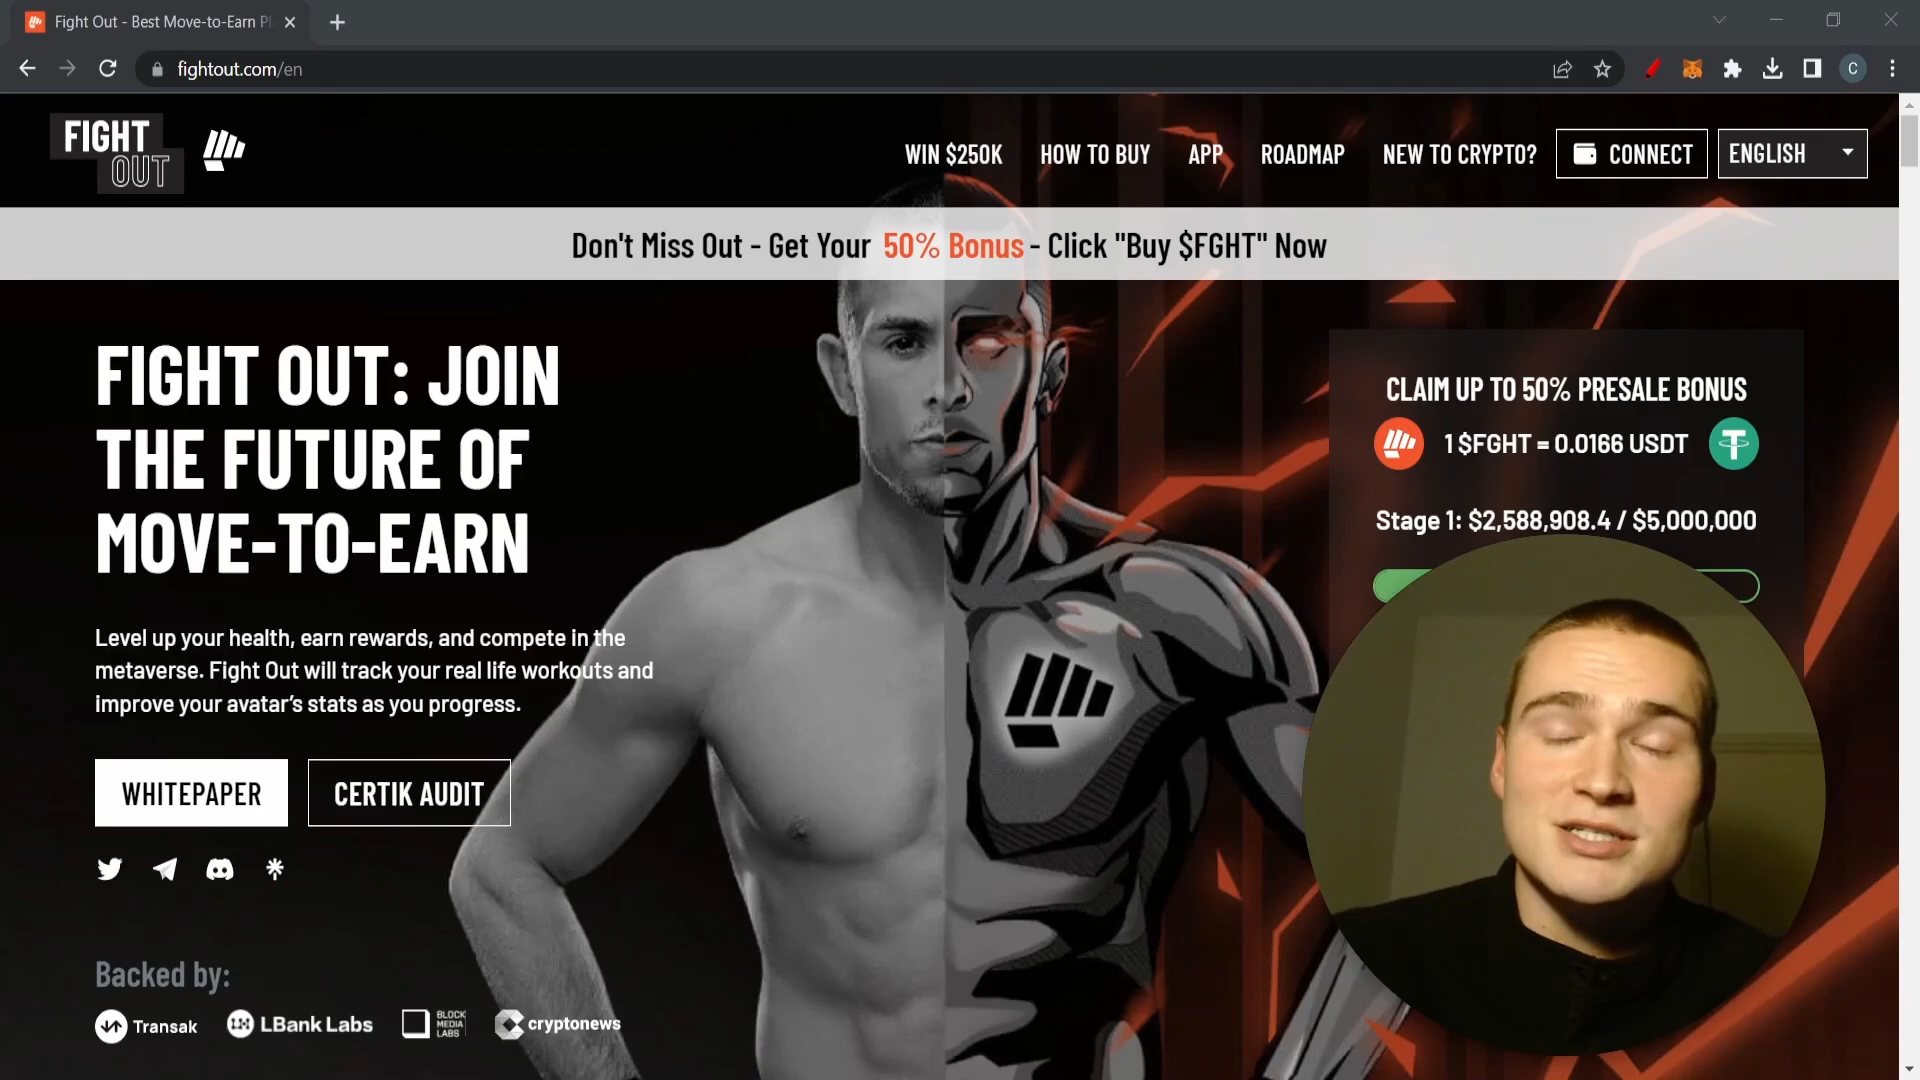 Fight Out - Best Move-to-Earn Pl
fightout.com/en
C
FIGHT
OUT
WIN $250K
HOW TO BUY
APP
ROADMAP
NEW TO CRYPTO?
CONNECT
ENGLISH
Don't Miss Out - Get Your 50% Bonus - Click "Buy $FGHT" Now
FIGHT OUT: JOIN
THE FUTURE OF
MOVE-TO-EARN
Level up your health, earn rewards, and compete in the
metaverse. Fight Out will track your real life workouts and
improve your avatar's stats as you progress.
WHITEPAPER
CERTIK AUDIT
Backed by:
Transak
LBank Labs
BLOCK
MEDIA
LABS
cryptonews
CLAIM UP TO 50% PRESALE BONUS
1 $FGHT = 0.0166 USDT
Stage 1: $2,588,908.4 / $5,000,000